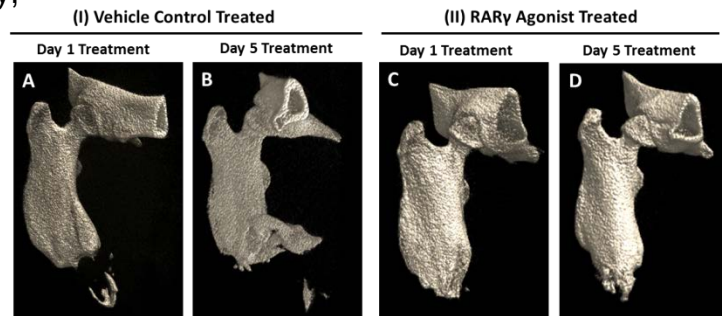 y,
(I) Vehicle Control Treated
(II) RARγ Agonist Treated
Day 1 Treatment
Day 5 Treatment
Day 1 Treatment
Day 5 Treatment
A
B
C
D